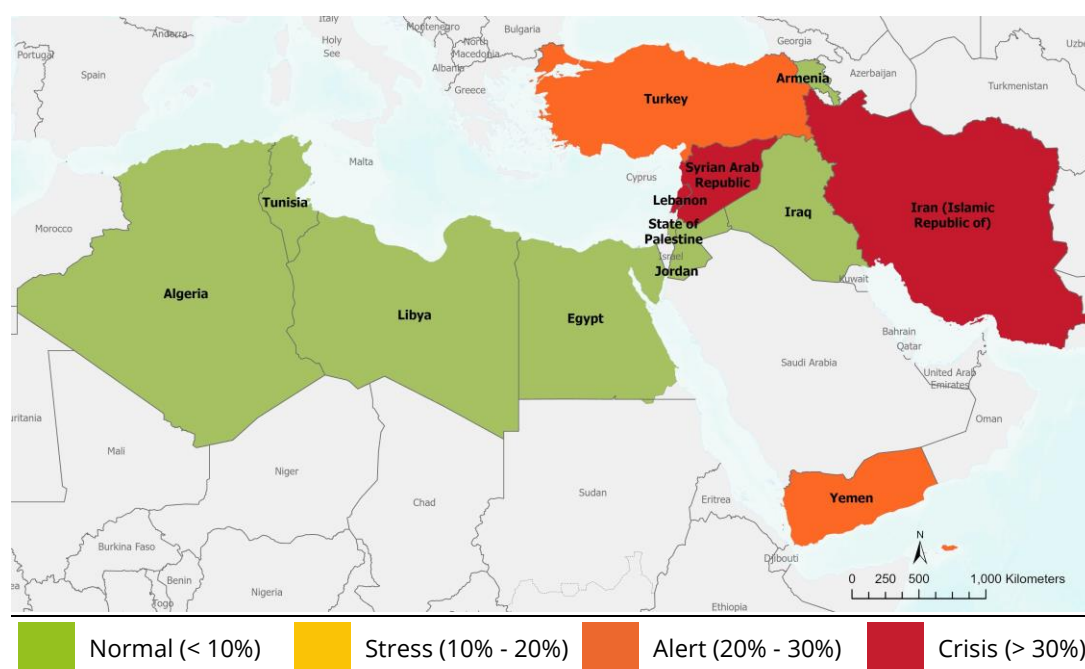 Italy
Montenegro
Bulgaria
Andorra
Holy
See
North
Macedonia
Georgia
Uzbe
Portugal
Spain
Albania
Armenia
Azerbaijan
Turkmenistan
Greece
Turkey
Malta
Cyprus
Syrian Arab
Republic
Tunisia
Lebanon
Iraq
Iran (Islamic
Republic of)
Morocco
State of
Palestine
Israel
Jordan
Kuwait
Algeria
Libya
Egypt
Bahrain
Qatar
Saudi Arabia
United Arab
Emirates
uritania
Oman
Mali
Niger
Chad
Sudan
Eritrea
Yemen
N
Burkina Faso
Djibouti
Benin
Togo
Nigeria
Ethiopia
0 250 500 1,000 Kilometers
Normal (< 10%) Stress (10% - 20%) Alert (20% - 30%) Crisis (> 30%)